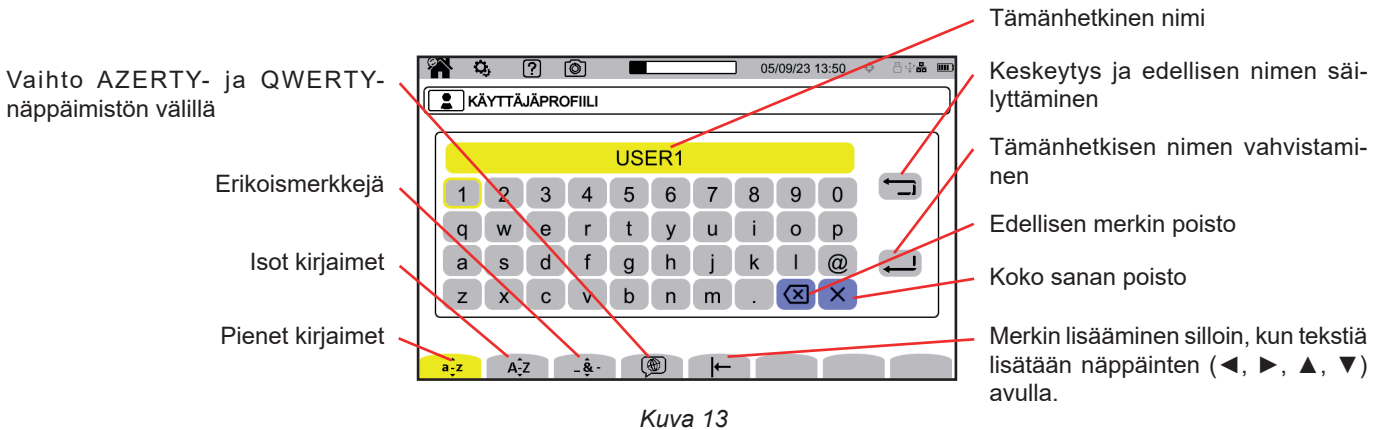 Vaihto AZERTY- ja QWERTY-
näppäimistön välillä
Erikoismerkkejä
Isot kirjaimet
Pienet kirjaimet
05/09/23 13:50
KÄYTTÄJÄPROFIILI
USER1
1 2 3 4 5 6 7 8 9 0
q w e r t y u i o p
a s d f g h j k l @
z x c v b n m .
a-z A-Z _&-
Tämänhetkinen nimi
Keskeytys ja edellisen nimen säi-
lyttäminen
Tämänhetkisen nimen vahvistami-
nen
Edellisen merkin poisto
Koko sanan poisto
Merkin lisääminen silloin, kun tekstiä
lisätään näppäinten (◄, ►, ▲, ▼)
avulla.
Kuva 13